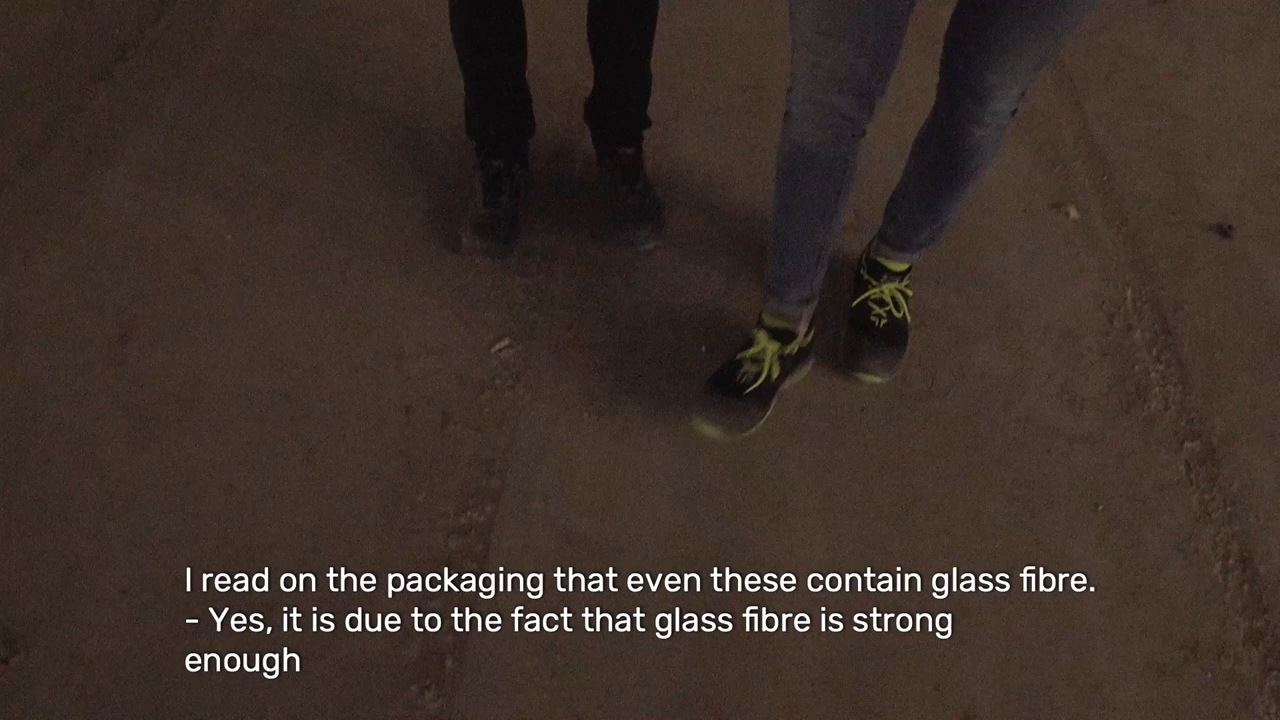 I read on the packaging that even these contain glass fibre.
- Yes, it is due to the fact that glass fibre is strong
enough